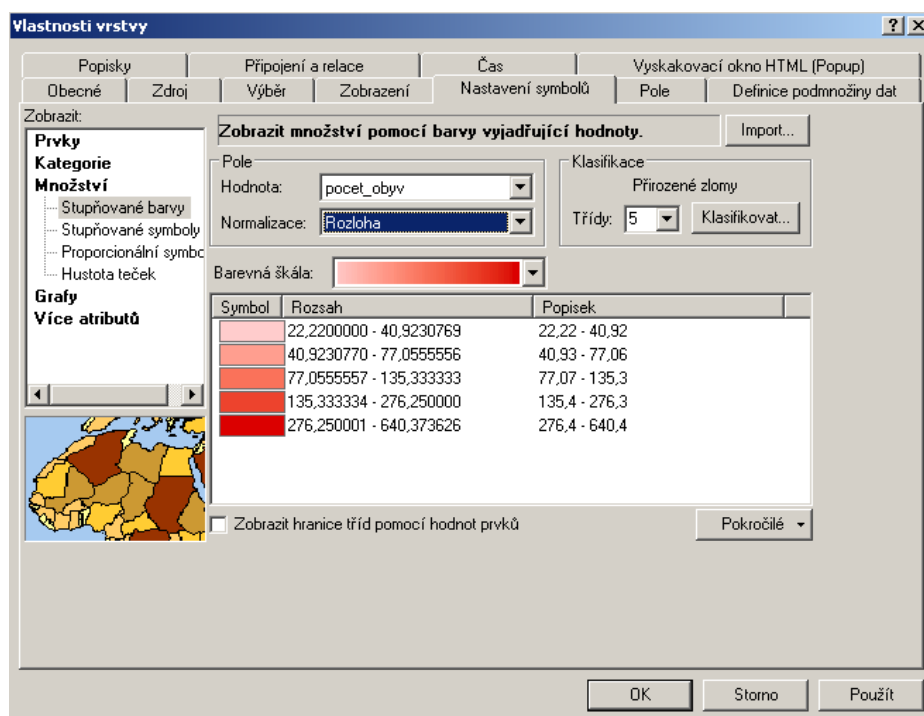 Vlastnosti vrstvy
Popisky Připojení a relace Čas Vyskakovací okno HTML (Popup)
Obecné Zdroj Výběr Zobrazení Nastavení symbolů Pole Definice podmnožiny dat
Zobrazit:
Prvky
Kategorie
Množství
Stupňované barvy
Stupňované symboly
Proporcionální symbo
Hustota teček
Grafy
Více atributů
Zobrazit množství pomocí barvy vyjadřující hodnoty. Import...
Pole
Hodnota: pocet_obyv
Normalizace: Rozloha
Klasifikace
Přirozené zlomy
Třídy: 5 Klasifikovat...
Barevná škála:
Symbol Rozsah Popisek
22,2200000 - 40,9230769 22,22 - 40,92
40,9230770 - 77,0555556 40,93 - 77,06
77,0555557 - 135,333333 77,07 - 135,3
135,333334 - 276,250000 135,4 - 276,3
276,250001 - 640,373626 276,4 - 640,4
Zobrazit hranice tříd pomocí hodnot prvků Pokročilé
OK Storno Použít